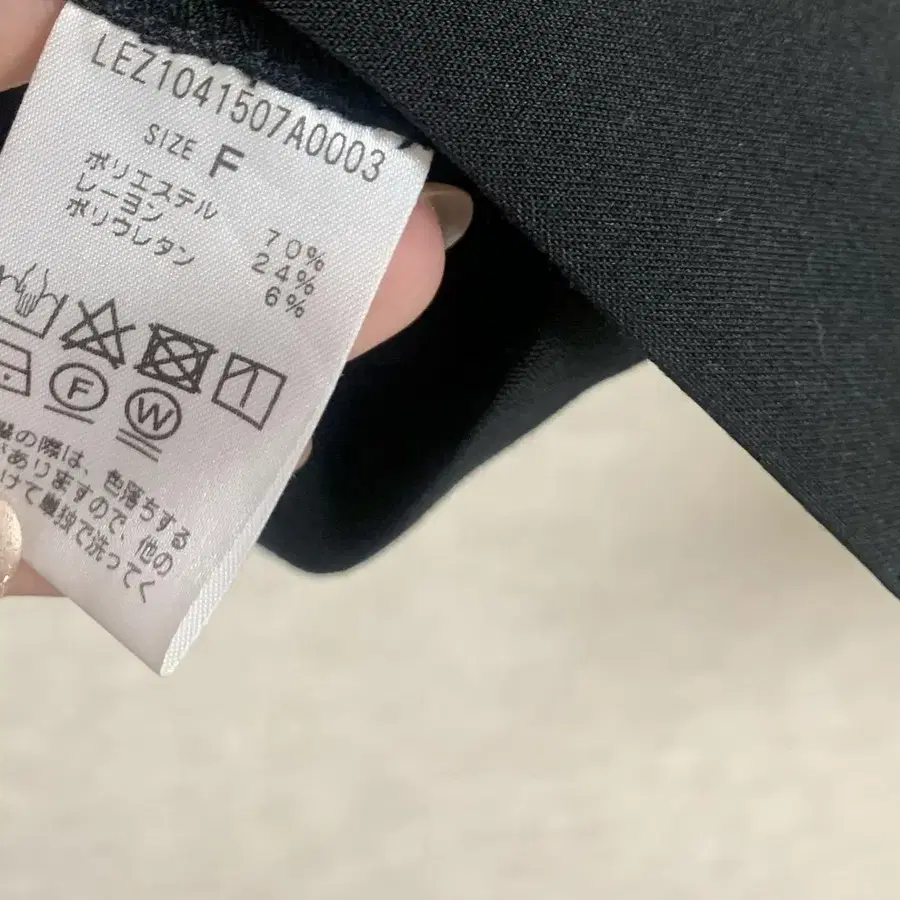 LEZ1041507A0003
SIZE F
ポリエステル 70%
レーヨン 24%
ポリウレタン 6%
F
W
の際は、色落ちする
がありますので、他の
けて単独で洗ってく